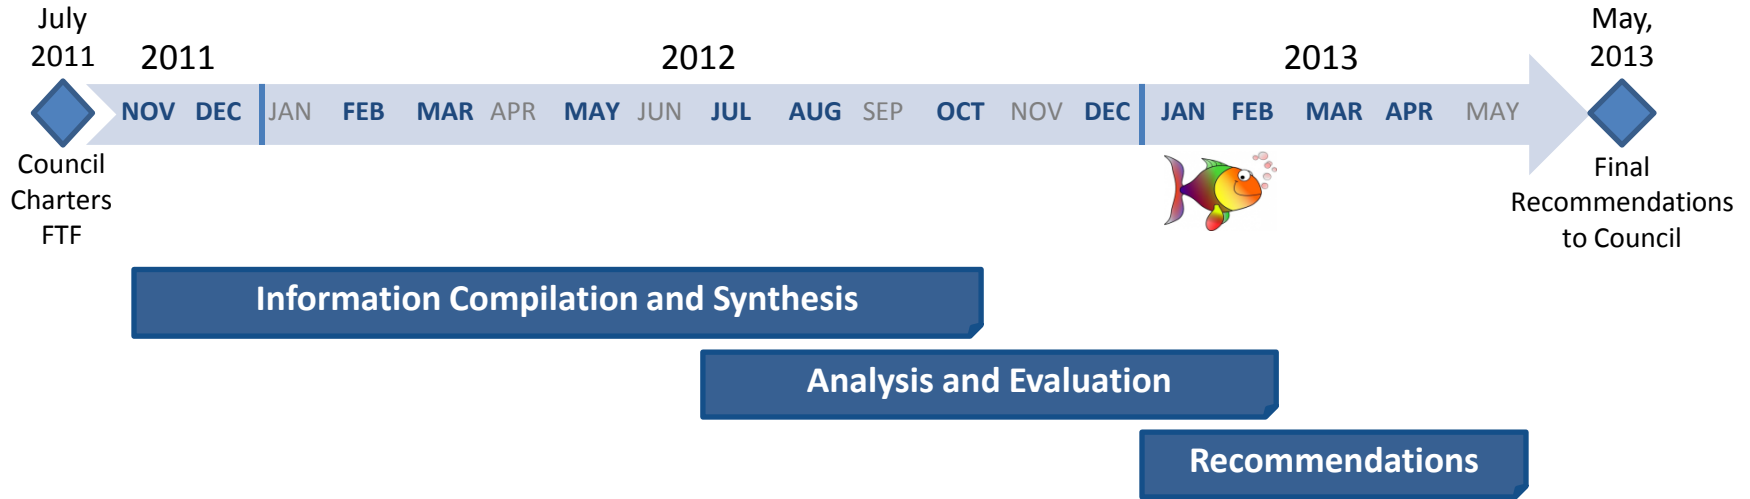 July
2011
May,
2013
2011 2012 2013
NOV DEC JAN FEB MAR APR MAY JUN JUL AUG SEP OCT NOV DEC JAN FEB MAR APR MAY
Council
Charters
FTF
Final
Recommendations
to Council
Information Compilation and Synthesis
Analysis and Evaluation
Recommendations